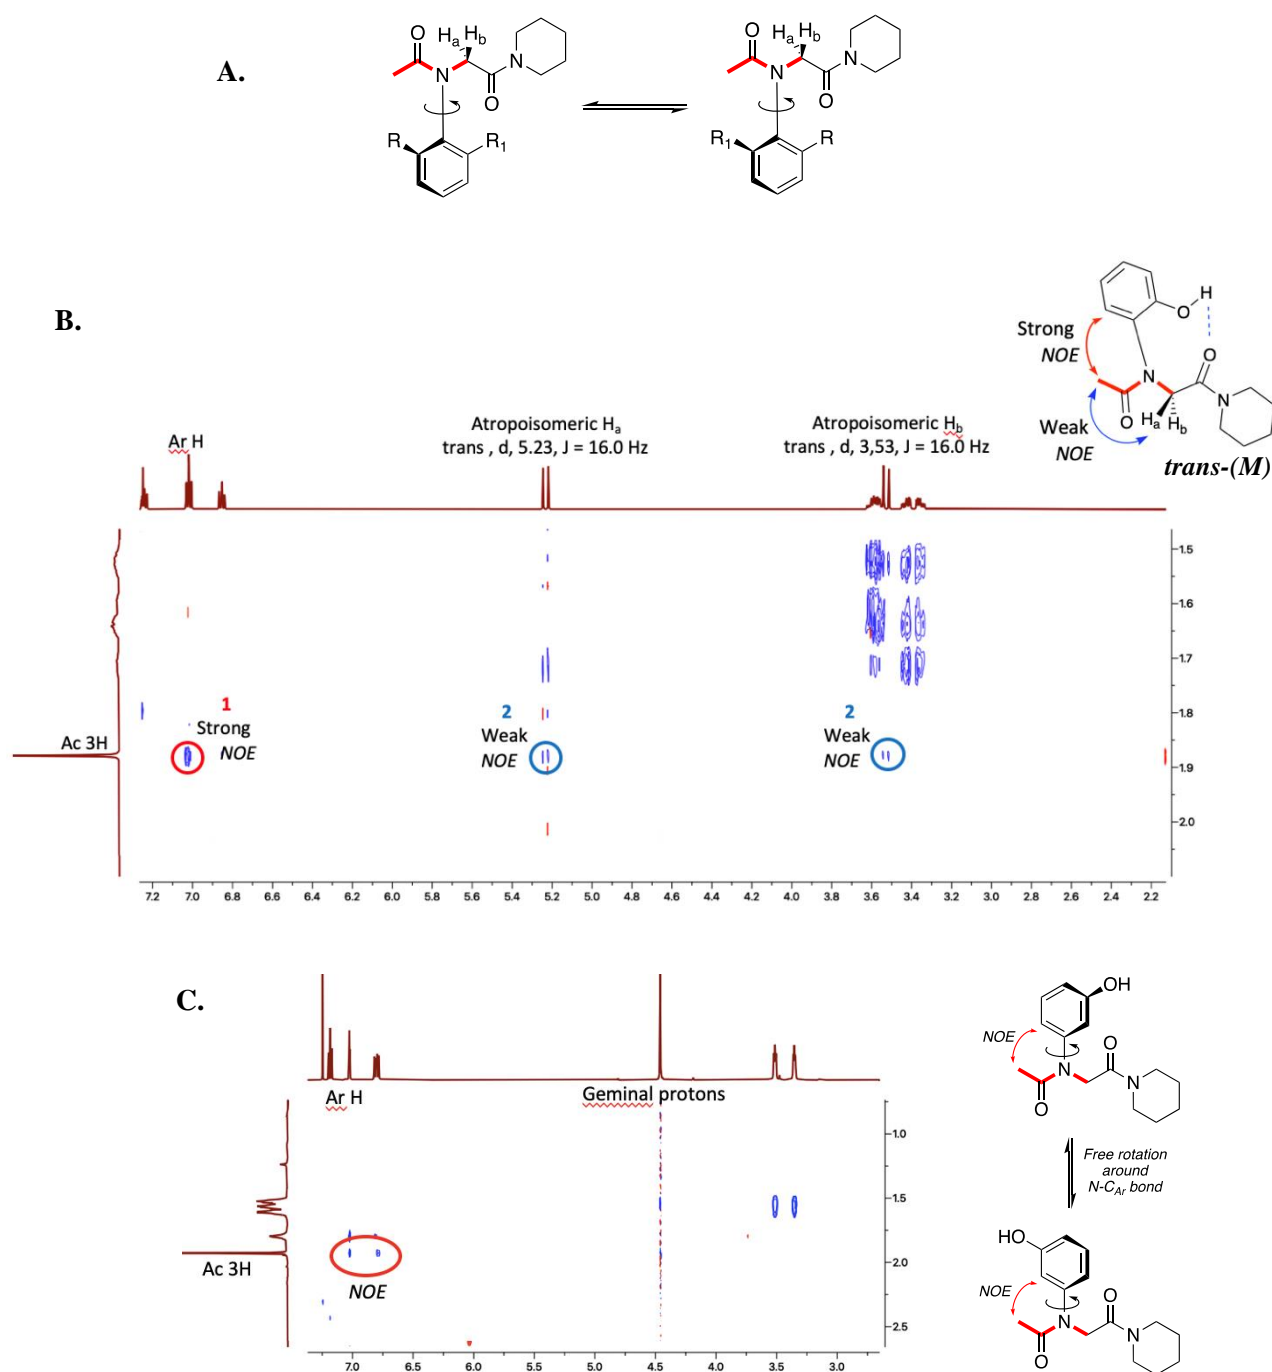 A.
O
Ha Hb
N
N
O
R
R1
O
Ha Hb
N
N
O
R1
R
B.
H
O
Strong
NOE
O
N
N
O
Ha Hb
Weak
NOE
trans-(M)
Ar H
Atropoisomeric Ha
trans , d, 5.23, J = 16.0 Hz
Atropoisomeric Hb
trans , d, 3,53, J = 16.0 Hz
1.5
1.6
1.7
1.8
1.9
2.0
Ac 3H
1
Strong
NOE
2
Weak
NOE
2
Weak
NOE
7.2 7.0 6.8 6.6 6.4 6.2 6.0 5.8 5.6 5.4 5.2 5.0 4.8 4.6 4.4 4.2 4.0 3.8 3.6 3.4 3.2 3.0 2.8 2.6 2.4 2.2
C.
Ar H
Geminal protons
1.0
1.5
2.0
2.5
Ac 3H
NOE
7.0 6.5 6.0 5.5 5.0 4.5 4.0 3.5 3.0
OH
NOE
N
O
N
O
Free rotation
around
N-CAr bond
HO
NOE
N
O
N
O